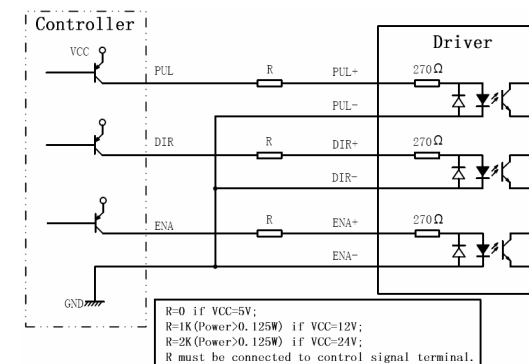 Controller
Driver
VCC
PUL
R
PUL+
270Ω
PUL-
DIR
R
DIR+
270Ω
DIR-
ENA
R
ENA+
270Ω
ENA-
GND
R=0 if VCC=5V;
R=1K(Power>0.125W) if VCC=12V;
R=2K(Power>0.125W) if VCC=24V;
R must be connected to control signal terminal.